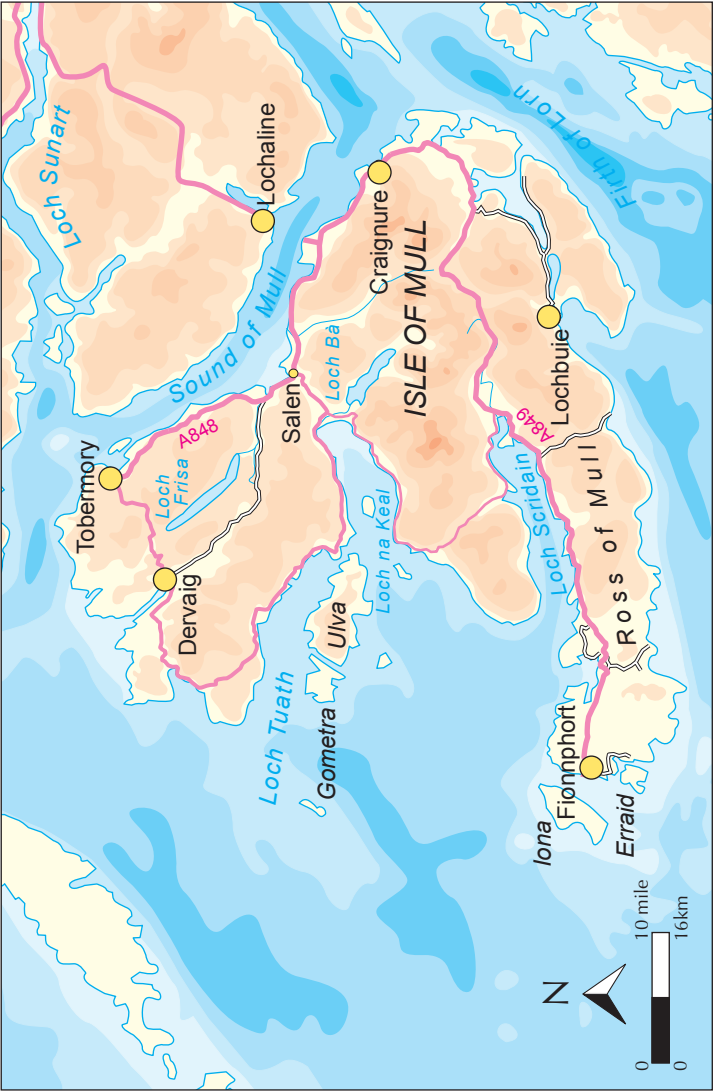 Loch Sunart
Lochaline
Firth of Lorn
Sound of Mull
Craignure
ISLE OF MULL
Tobermory
A848
Loch
Frisa
Salen
Loch Bà
Lochbuie
A849
Dervaig
Loch na Keal
Loch Scridain
Ross of Mull
Ulva
Loch Tuath
Gometra
Fionnphort
Iona
Erraid
N
0 10 mile
0 16km